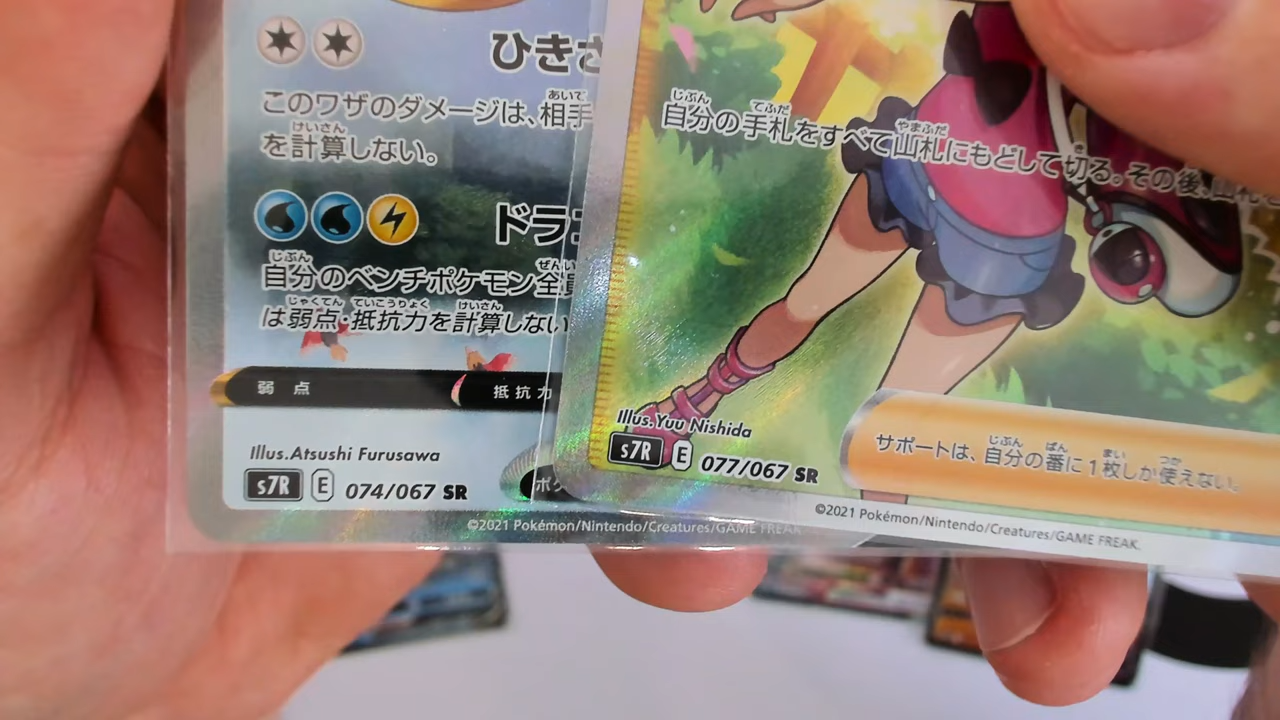 ひきさ
このワザのダメージは、相手
を計算しない。
ドラゴ
自分のベンチポケモン全員
は弱点・抵抗力を計算しない
弱点
抵抗力
Illus.Atsushi Furusawa
s7R E 074/067 SR
ポケ
©2021 Pokémon/Nintendo/Creatures/GAME FREAK
自分の手札をすべて山札にもどして切る。その後、山札を
Illus.Yuu Nishida
s7R E 077/067 SR
サポートは、自分の番に1枚しか使えない。
©2021 Pokémon/Nintendo/Creatures/GAME FREAK.